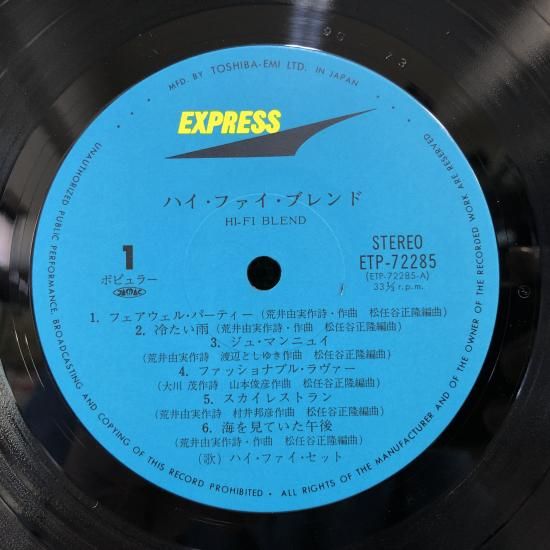 90 73
MFD. BY TOSHIBA-EMI LTD. IN JAPAN
EXPRESS
ハイ・ファイ・ブレンド
HI-FI BLEND
1
ポピュラー
JASRAC
STEREO
ETP-72285
(ETP-72285-A)
33⅓ r.p.m.
1. フェアウェル・パーティー (荒井由実作詩・作曲 松任谷正隆編曲)
2. 冷たい雨 (荒井由実作詩・作曲 松任谷正隆編曲)
3. ジュ・マンニュイ
(荒井由実作詩 渡辺としゆき作曲 松任谷正隆編曲)
4. ファッショナブル・ラヴァー
(大川 茂作詩 山本俊彦作曲 松任谷正隆編曲)
5. スカイレストラン
(荒井由実作詩 村井邦彦作曲 松任谷正隆編曲)
6. 海を見ていた午後
(荒井由実作詩・作曲 松任谷正隆編曲)
(歌) ハイ・ファイ・セット
UNAUTHORIZED PUBLIC PERFORMANCE, BROADCASTING AND COPYING OF THIS RECORD PROHIBITED • ALL RIGHTS OF THE MANUFACTURER AND OF THE OWNER OF THE RECORDED WORK ARE RESERVED